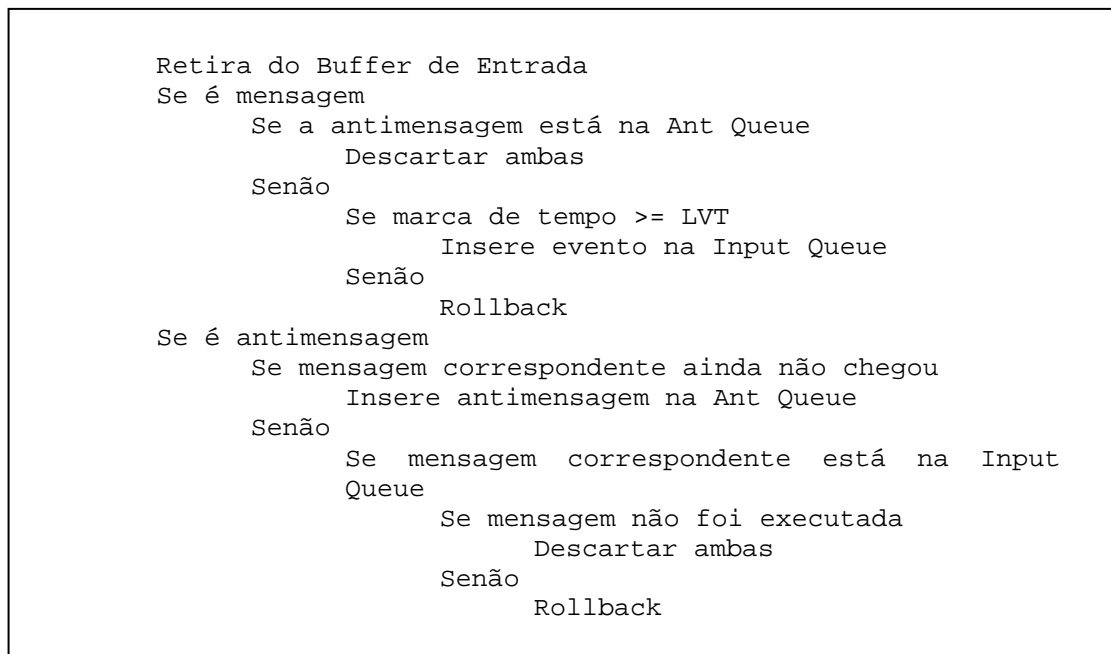 Retira do Buffer de Entrada
Se é mensagem
Se a antimensagem está na Ant Queue
Descartar ambas
Senão
Se marca de tempo >= LVT
Insere evento na Input Queue
Senão
Rollback
Se é antimensagem
Se mensagem correspondente ainda não chegou
Insere antimensagem na Ant Queue
Senão
Se mensagem correspondente está na Input
Queue
Se mensagem não foi executada
Descartar ambas
Senão
Rollback